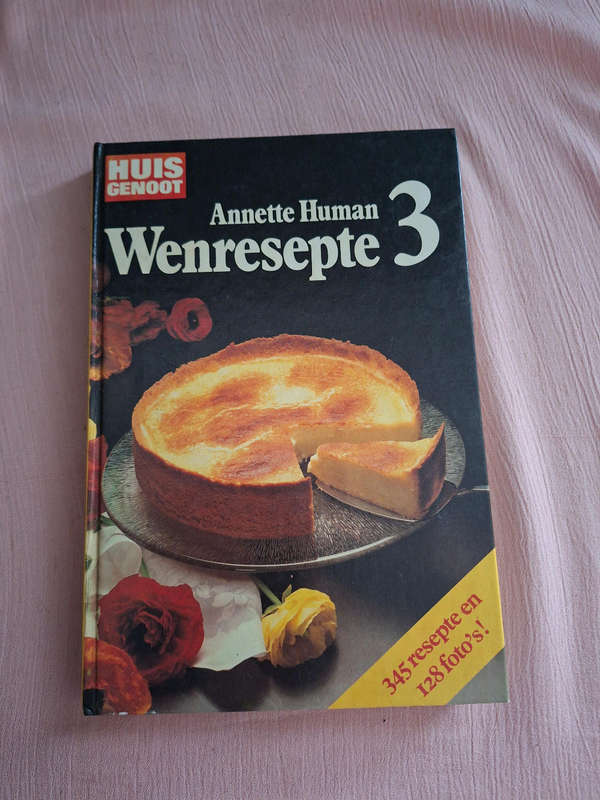 HUIS
GENOOT
Annette Human
Wenresepte 3
345 resepte en
128 foto's!